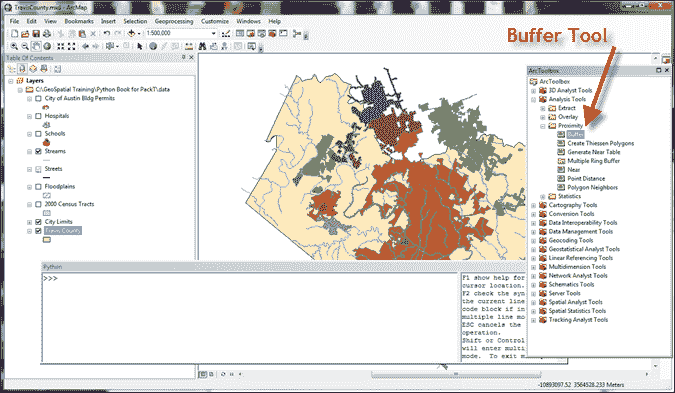 TravisCounty.mxd - ArcMap
File Edit View Bookmarks Insert Selection Geoprocessing Customize Windows Help
1:500,000
Buffer Tool
Table Of Contents
Layers
C:\GeoSpatial Training\Python Book for PackT\data
City of Austin Bldg Permits
Hospitals
Schools
Streams
Streets
Floodplains
2000 Census Tracts
City Limits
Travis County
ArcToolbox
ArcToolbox
3D Analyst Tools
Analysis Tools
Extract
Overlay
Proximity
Buffer
Create Thiessen Polygons
Generate Near Table
Multiple Ring Buffer
Near
Point Distance
Polygon Neighbors
Statistics
Cartography Tools
Conversion Tools
Data Interoperability Tools
Data Management Tools
Geocoding Tools
Geostatistical Analyst Tools
Linear Referencing Tools
Multidimension Tools
Network Analyst Tools
Schematics Tools
Server Tools
Spatial Analyst Tools
Spatial Statistics Tools
Tracking Analyst Tools
Python
>>>
F1 show help for
cursor location.
F2 check the syn
the current line
code block if in
multiple line mo
ESC cancels the
operation.
Shift or Control
will enter multi
mode. To exit m
-10893097.52 3564528.233 Meters